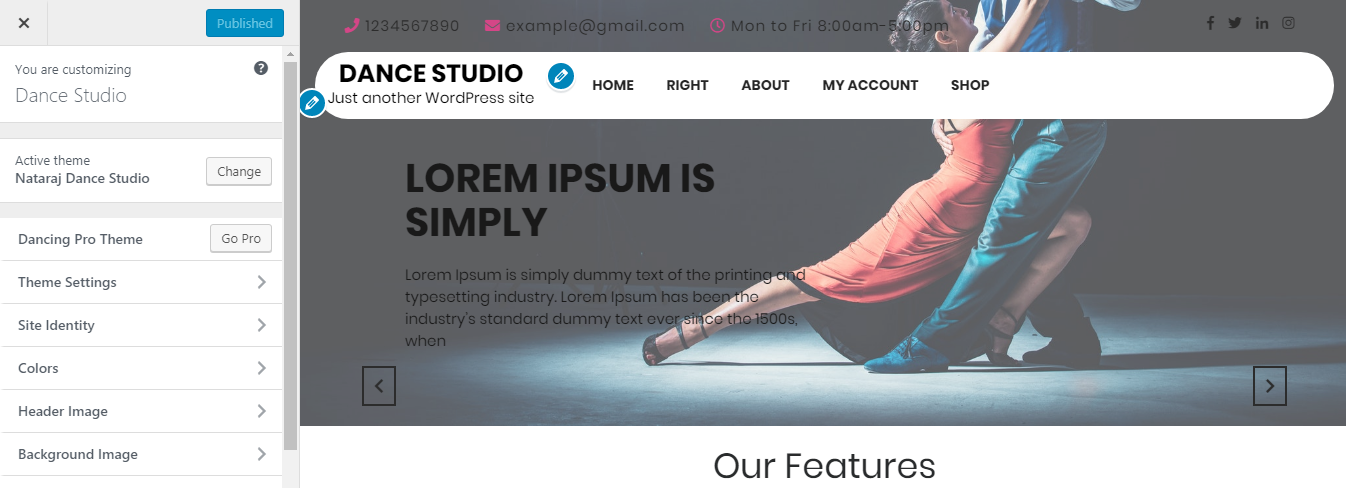 Published
You are customizing
Dance Studio
Active theme
Nataraj Dance Studio
Change
Dancing Pro Theme
Go Pro
Theme Settings
Site Identity
Colors
Header Image
Background Image
1234567890 example@gmail.com Mon to Fri 8:00am-5:00pm
DANCE STUDIO
Just another WordPress site
HOME RIGHT ABOUT MY ACCOUNT SHOP
LOREM IPSUM IS
SIMPLY
Lorem Ipsum is simply dummy text of the printing and
typesetting industry. Lorem Ipsum has been the
industry's standard dummy text ever since the 1500s,
when
Our Features